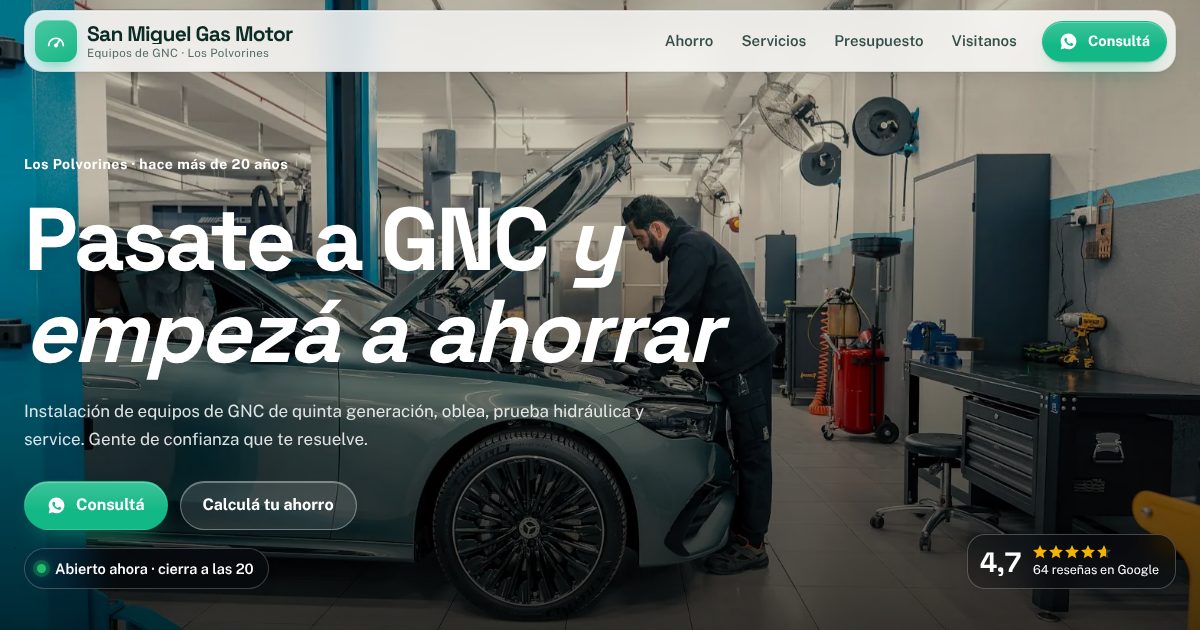 San Miguel Gas Motor
Equipos de GNC · Los Polvorines
Ahorro
Servicios
Presupuesto
Visitanos
Consultá
Los Polvorines · hace más de 20 años
Pasate a GNC y
empezá a ahorrar
Instalación de equipos de GNC de quinta generación, oblea, prueba hidráulica y
service. Gente de confianza que te resuelve.
Consultá
Calculá tu ahorro
Abierto ahora · cierra a las 20
4,7
64 reseñas en Google